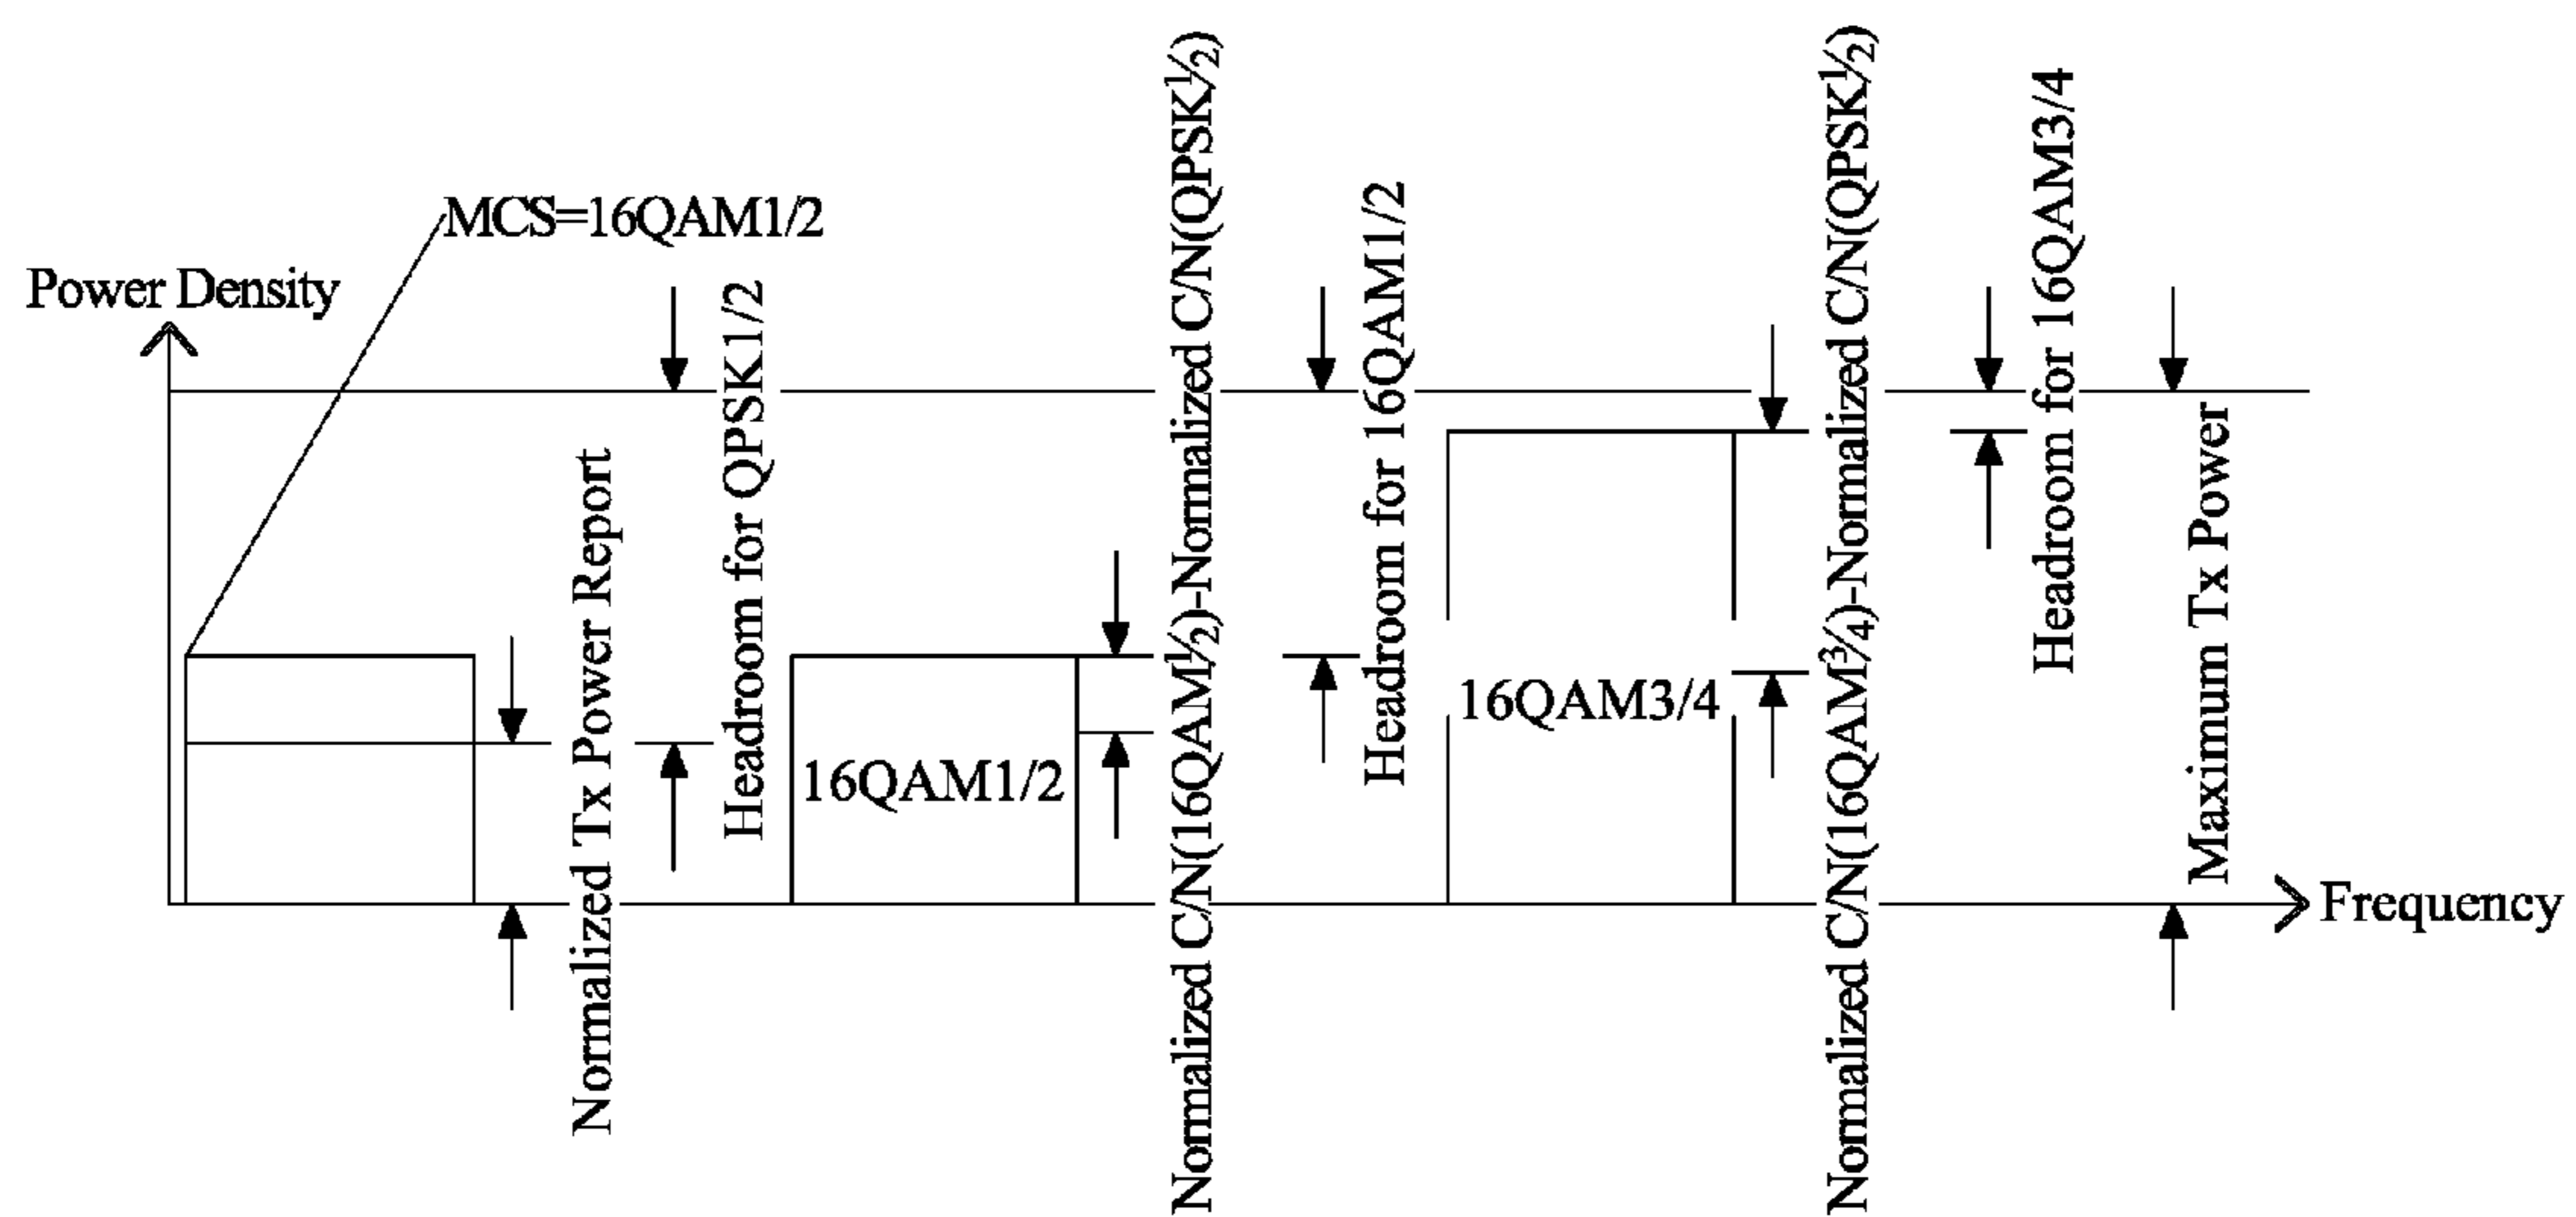 Power Density
MCS=16QAM1/2
Normalized Tx Power Report
Headroom for QPSK1/2
16QAM1/2
Normalized C/N(16QAM½)-Normalized C/N(QPSK½)
Headroom for 16QAM1/2
16QAM3/4
Normalized C/N(16QAM¾)-Normalized C/N(QPSK½)
Headroom for 16QAM3/4
Maximum Tx Power
Frequency